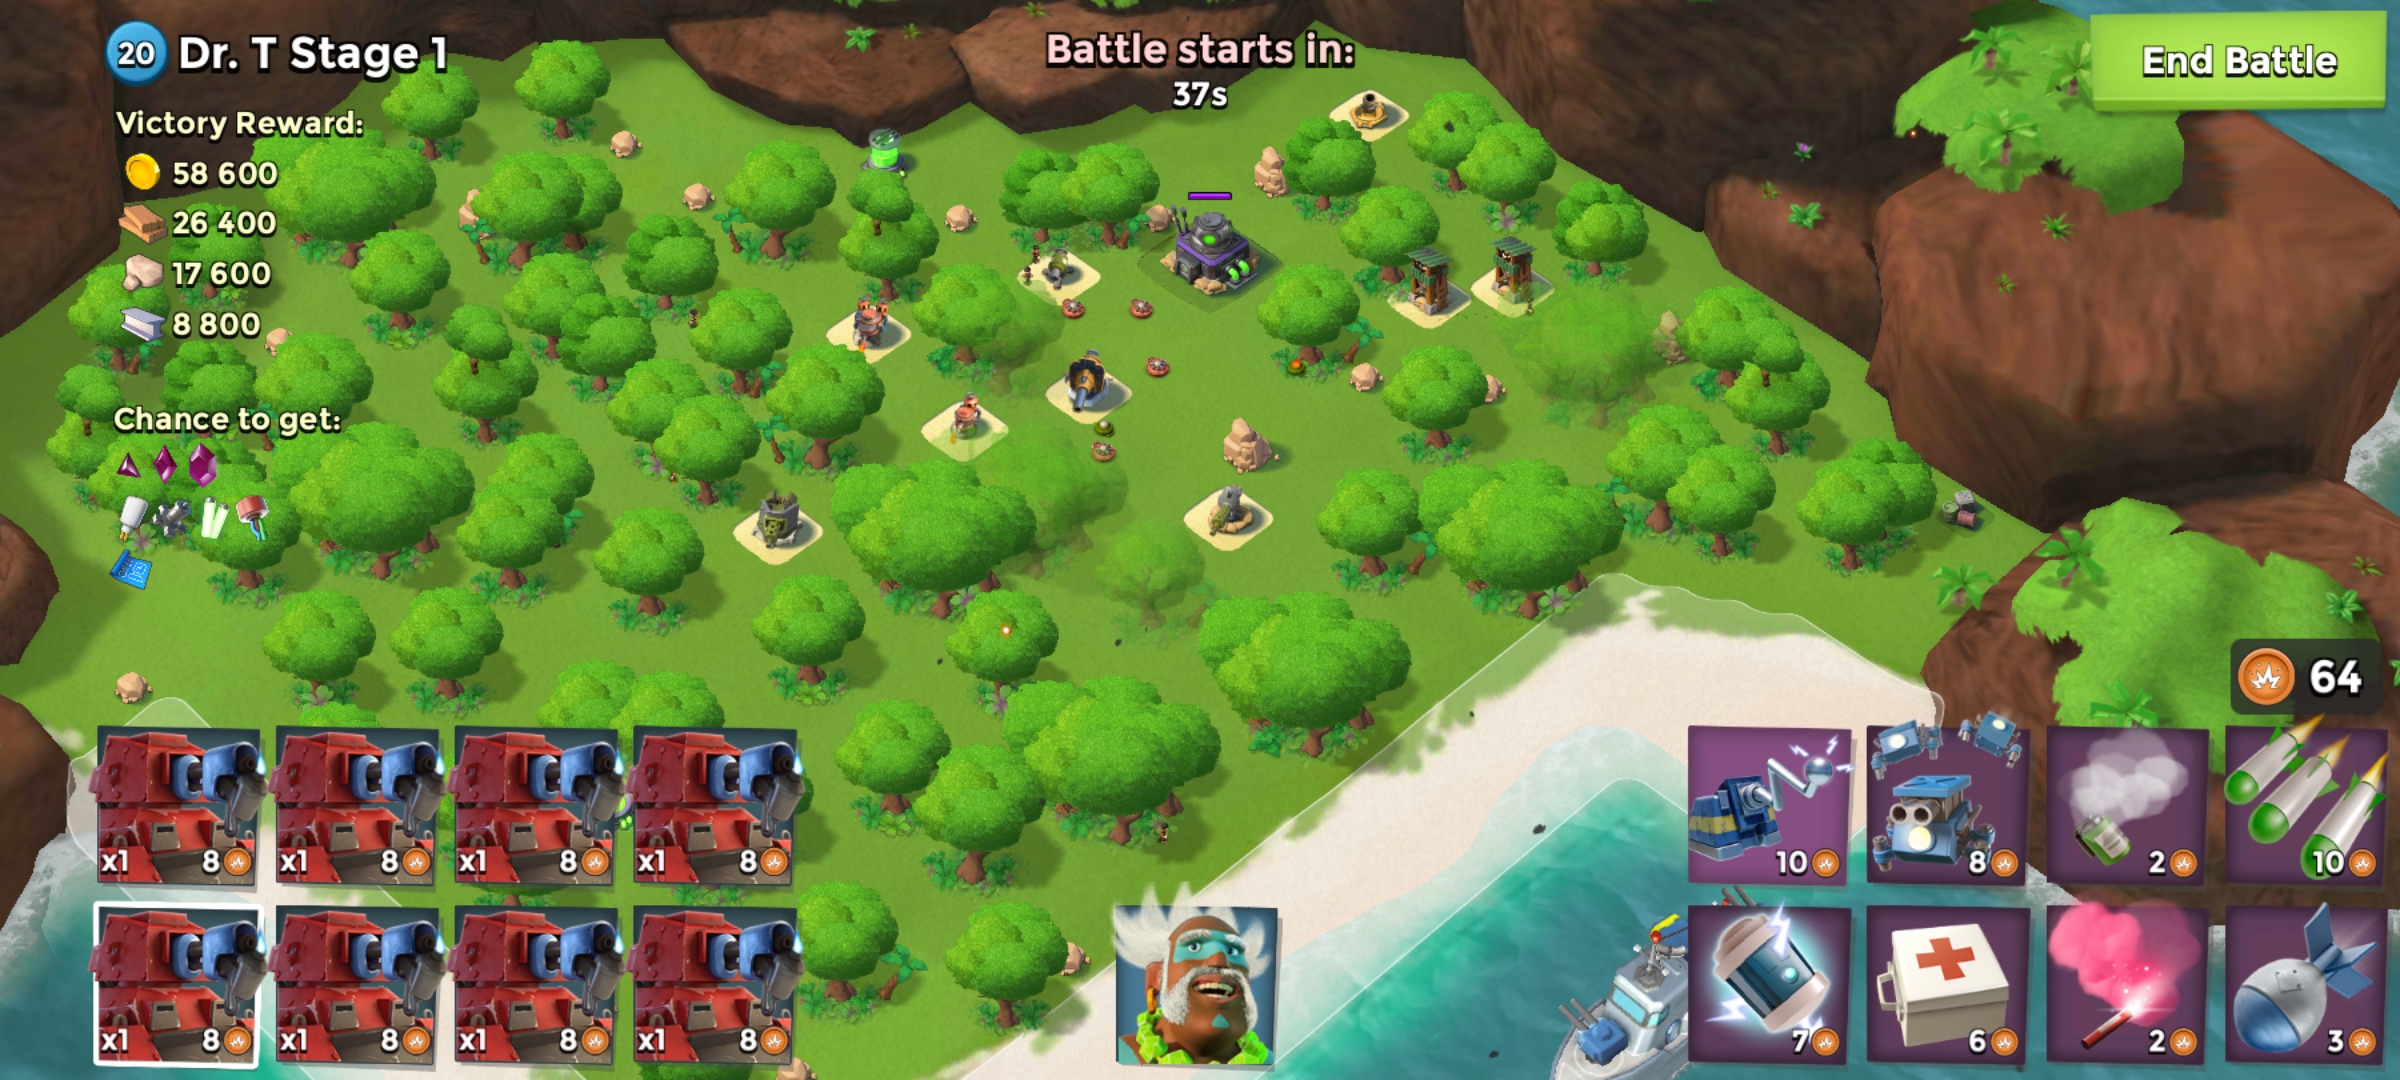 20 Dr. T Stage 1
Battle starts in:
37s
End Battle
Victory Reward:
58 600
26 400
17 600
8 800
Chance to get:
64
x1 8
x1 8
x1 8
x1 8
10
8
2
10
x1 8
x1 8
x1 8
x1 8
7
6
2
3